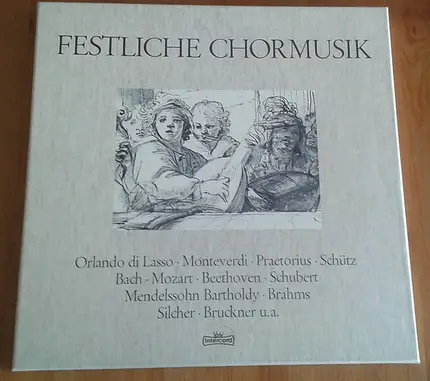 FESTLICHE CHORMUSIK
Orlando di Lasso · Monteverdi · Praetorius · Schütz
Bach · Mozart · Beethoven · Schubert
Mendelssohn Bartholdy · Brahms
Silcher · Bruckner u.a.
Intercord